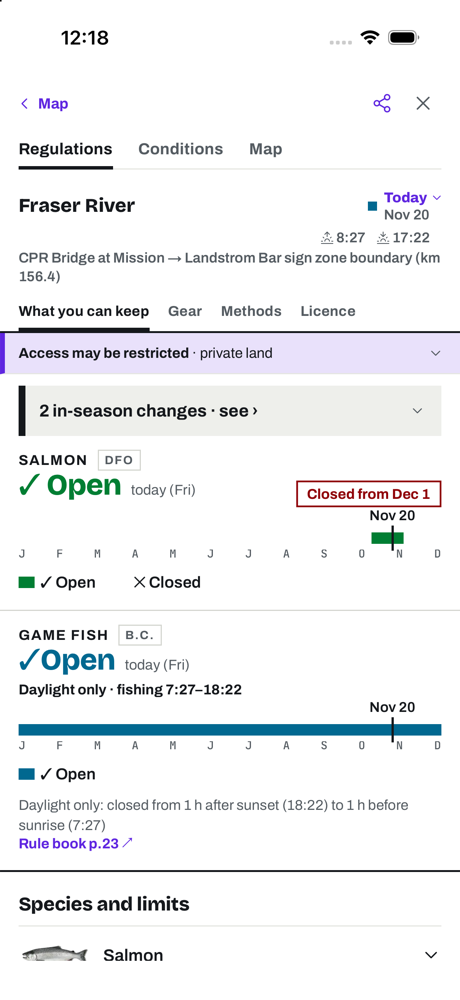 12:18
Map
Regulations Conditions Map
Fraser River
Today
Nov 20
8:27 17:22
CPR Bridge at Mission → Landstrom Bar sign zone boundary (km
156.4)
What you can keep Gear Methods Licence
Access may be restricted · private land
2 in-season changes · see ›
SALMON DFO
✓ Open today (Fri)
Closed from Dec 1
Nov 20
J F M A M J J A S O N D
✓ Open ✕ Closed
GAME FISH B.C.
✓Open today (Fri)
Daylight only · fishing 7:27–18:22
Nov 20
J F M A M J J A S O N D
✓ Open
Daylight only: closed from 1 h after sunset (18:22) to 1 h before
sunrise (7:27)
Rule book p.23 ↗
Species and limits
Salmon